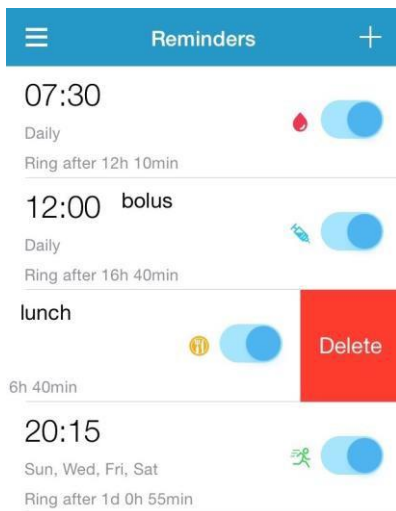 Reminders
07:30
Daily
Ring after 12h 10min
12:00 bolus
Daily
Ring after 16h 40min
lunch
Delete
6h 40min
20:15
Sun, Wed, Fri, Sat
Ring after 1d 0h 55min